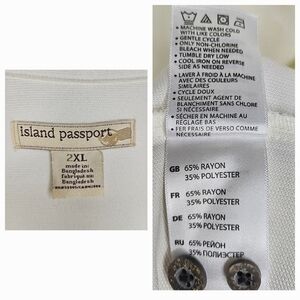 island passport
2XL
made in:
Bangladesh
fabriqué au:
Bangladesh
• MACHINE WASH COLD
WITH LIKE COLORS
• GENTLE CYCLE
• ONLY NON-CHLORINE
BLEACH WHEN NEEDED
• TUMBLE DRY LOW
• COOL IRON ON REVERSE
SIDE AS NEEDED
• LAVER À FROID À LA MACHINE
AVEC DES COULEURS
SIMILAIRES
• CYCLE DOUX
• SEULEMENT AGENT DE
BLANCHIMENT SANS CHLORE
SI NÉCESSAIRE
• SÉCHER EN MACHINE AU
RÉGLAGE BAS
• FER FRAIS DE VERSO COMME
NÉCESSAIRE
GB 65% RAYON
35% POLYESTER
FR 65% RAYON
35% POLYESTER
DE 65% RAYON
35% POLYESTER
RU 65% РЕЙОН
35% ПОЛИЭСТЕР